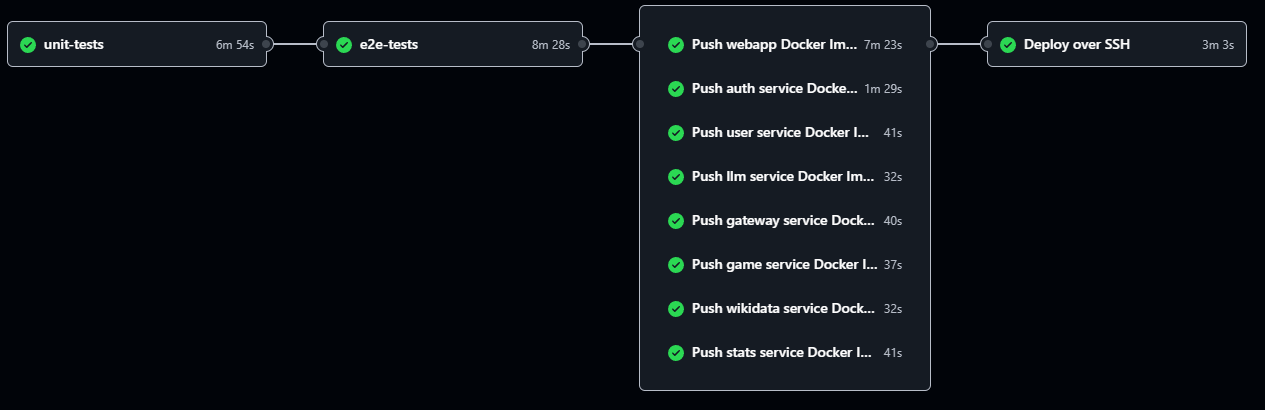 unit-tests 6m 54s
e2e-tests 8m 28s
Push webapp Docker Im... 7m 23s
Push auth service Docke... 1m 29s
Push user service Docker I... 41s
Push llm service Docker Im... 32s
Push gateway service Dock... 40s
Push game service Docker I... 37s
Push wikidata service Dock... 32s
Push stats service Docker I... 41s
Deploy over SSH 3m 3s